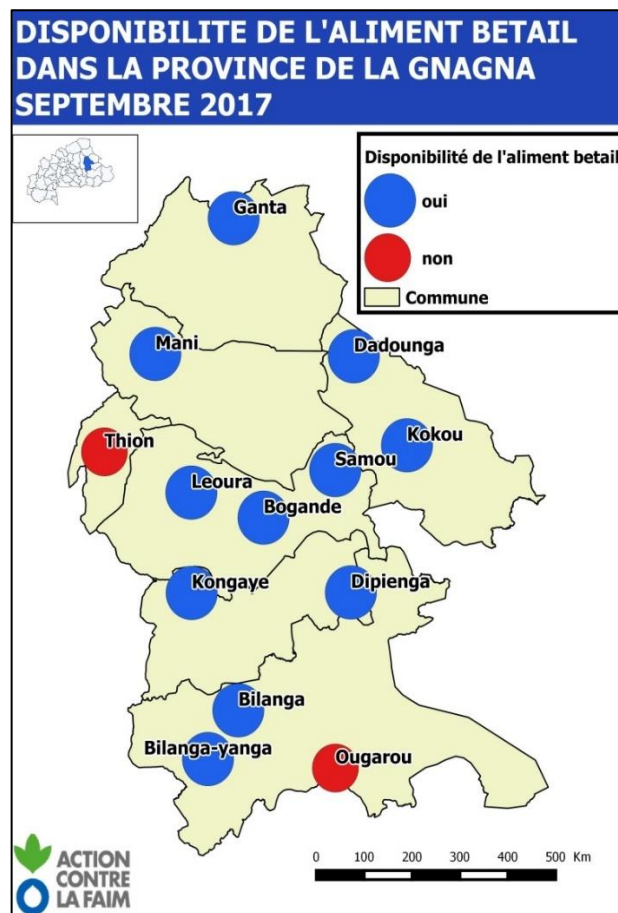 DISPONIBILITE DE L'ALIMENT BETAIL
DANS LA PROVINCE DE LA GNAGNA
SEPTEMBRE 2017
Disponibilité de l'aliment betail
oui
non
Commune
Ganta
Mani
Dadounga
Thion
Kokou
Samou
Leoura
Bogande
Kongaye
Dipienga
Bilanga
Bilanga-yanga
Ougarou
0 100 200 300 400 500 Km
ACTION
CONTRE
LA FAIM